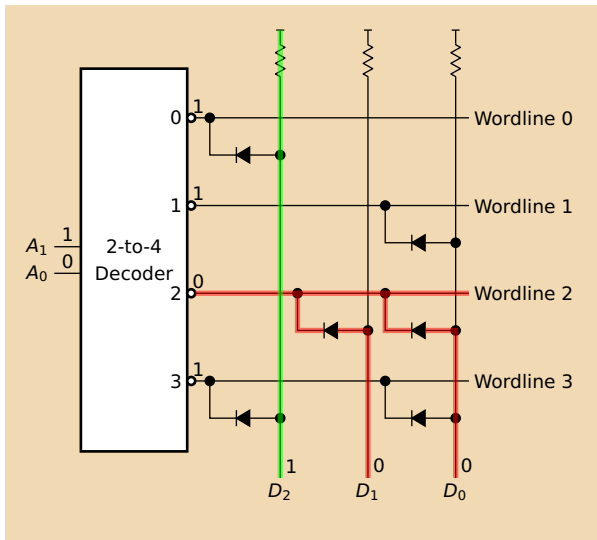 0 1 Wordline 0
1 1 Wordline 1
A1 1
A0 0
2-to-4
Decoder
2 0 Wordline 2
3 1 Wordline 3
1 0 0
D2 D1 D0